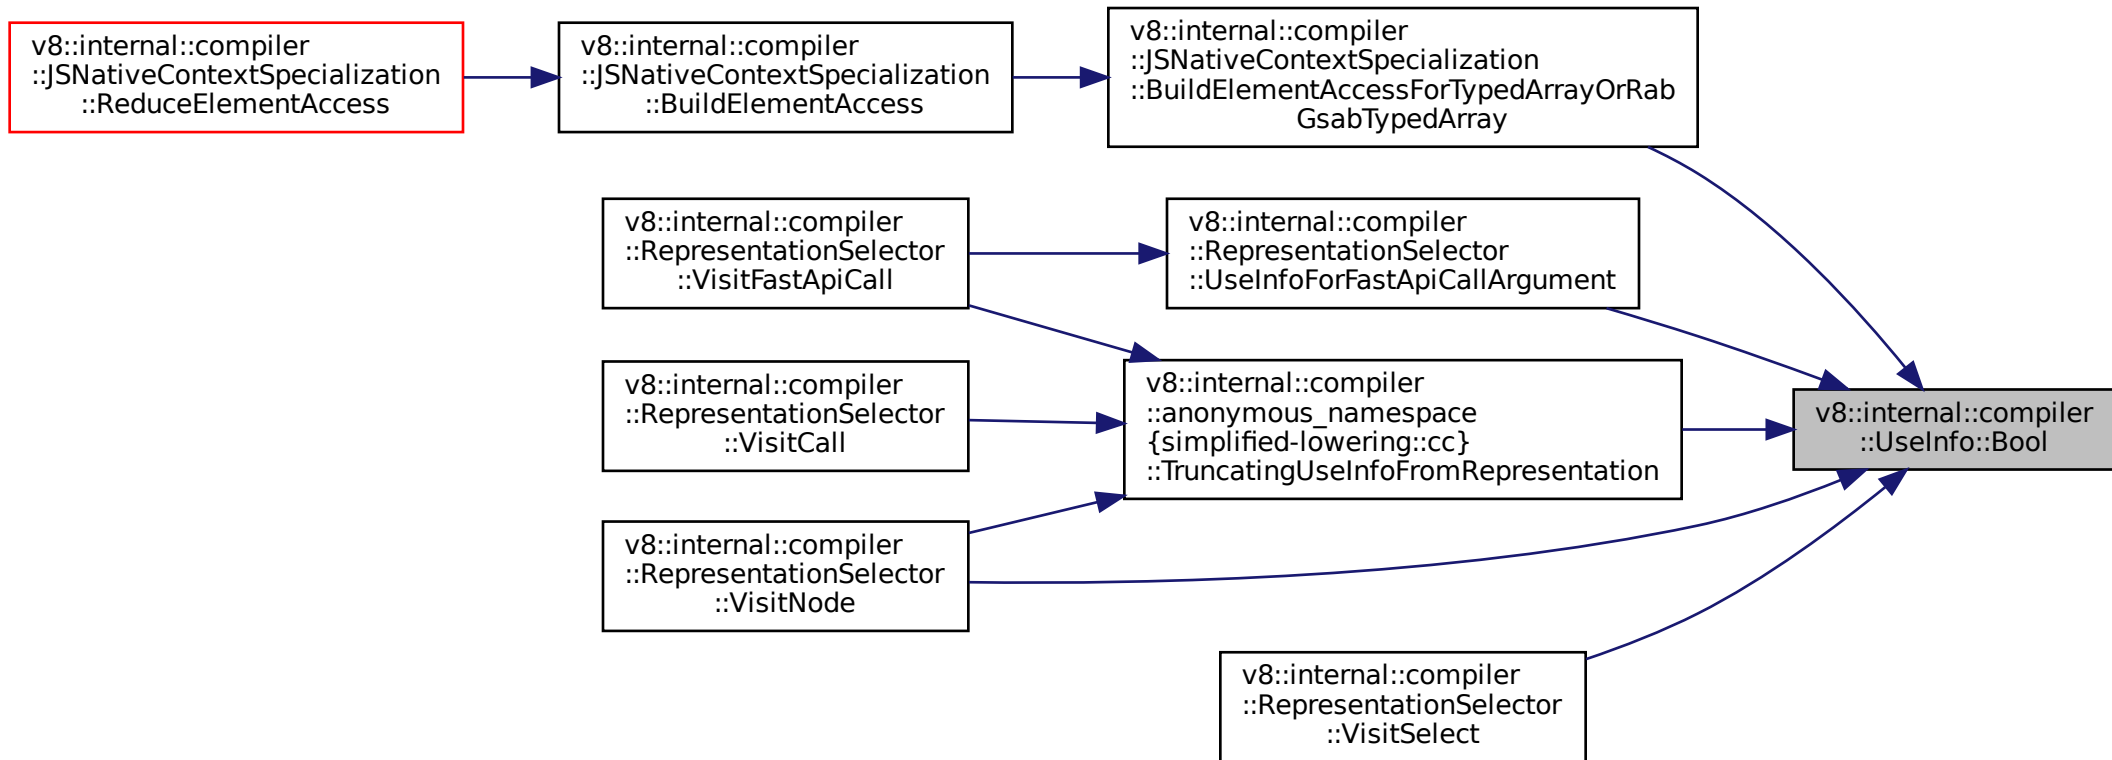 v8::internal::compiler
::JSNativeContextSpecialization
::ReduceElementAccess
v8::internal::compiler
::JSNativeContextSpecialization
::BuildElementAccess
v8::internal::compiler
::JSNativeContextSpecialization
::BuildElementAccessForTypedArrayOrRab
GsabTypedArray
v8::internal::compiler
::RepresentationSelector
::VisitFastApiCall
v8::internal::compiler
::RepresentationSelector
::UseInfoForFastApiCallArgument
v8::internal::compiler
::RepresentationSelector
::VisitCall
v8::internal::compiler
::anonymous_namespace
{simplified-lowering::cc}
::TruncatingUseInfoFromRepresentation
v8::internal::compiler
::UseInfo::Bool
v8::internal::compiler
::RepresentationSelector
::VisitNode
v8::internal::compiler
::RepresentationSelector
::VisitSelect